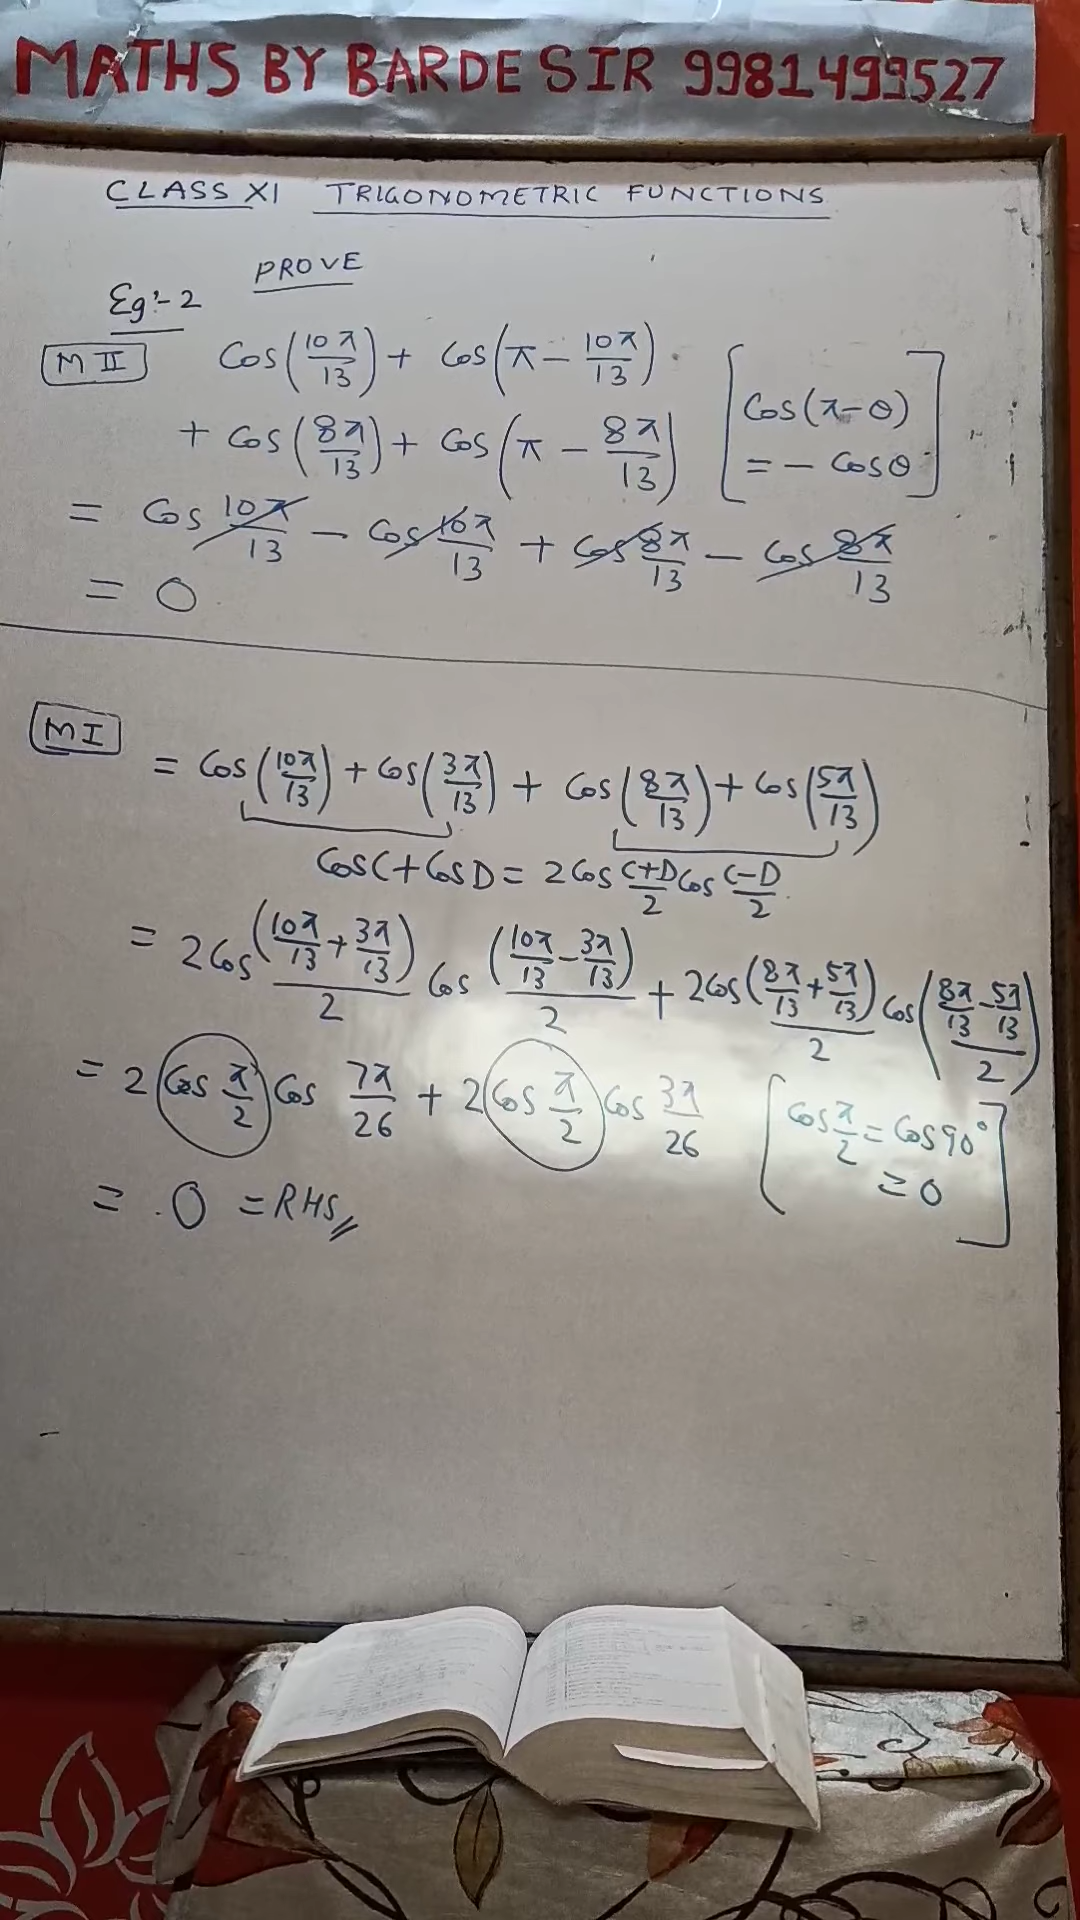 MATHS BY BARDE SIR 9981499527
CLASS XI TRIGONOMETRIC FUNCTIONS
PROVE
Eg:- 2
M II
Cos(10π/13) + Cos(π - 10π/13)
+ Cos(8π/13) + Cos(π - 8π/13)
[Cos(π-θ)
= - Cosθ]
= Cos 10π/13 - Cos 10π/13 + Cos 8π/13 - Cos 8π/13
= 0
M I
= Cos(10π/13) + Cos(3π/13) + Cos(8π/13) + Cos(5π/13)
CosC + CosD = 2 Cos C+D/2 Cos C-D/2
= 2Cos (10π/13 + 3π/13)/2 Cos (10π/13 - 3π/13)/2 + 2Cos (8π/13 + 5π/13)/2 Cos (8π/13 - 5π/13)/2
= 2 Cos π/2 Cos 7π/26 + 2 Cos π/2 Cos 3π/26
[Cos π/2 = Cos 90°
= 0]
= 0 = RHS